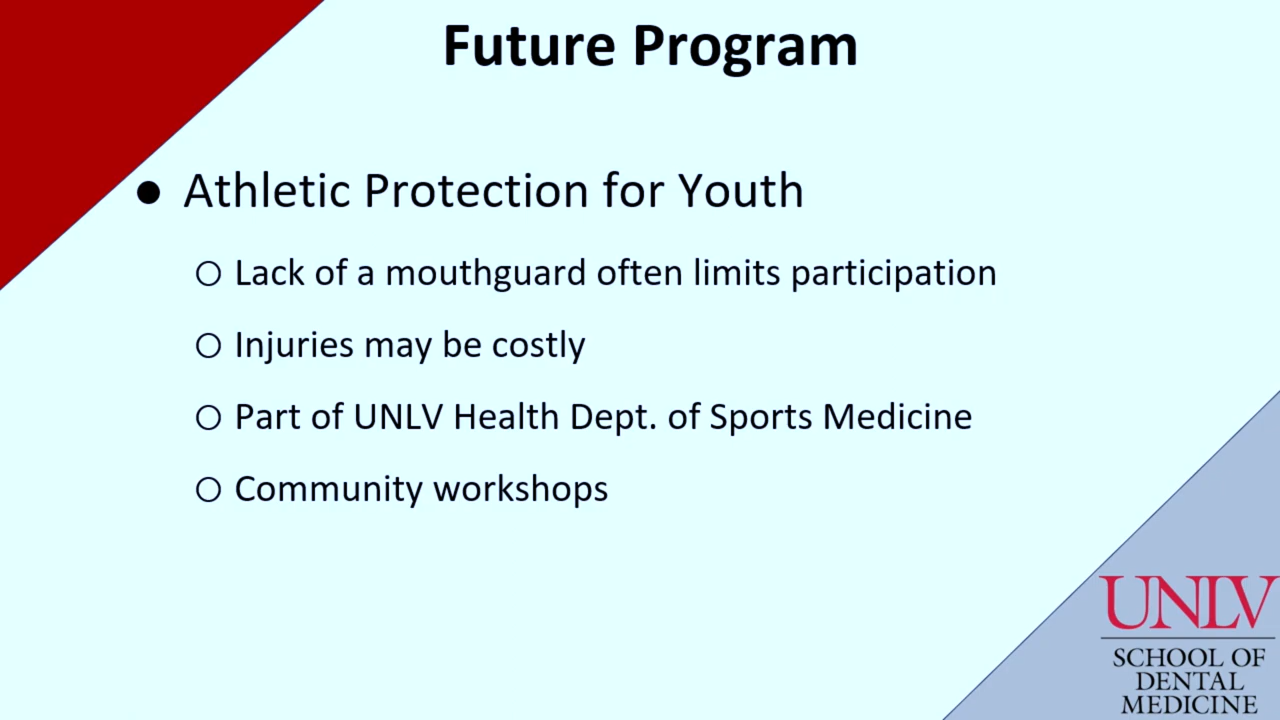 Future Program
● Athletic Protection for Youth
○ Lack of a mouthguard often limits participation
○ Injuries may be costly
○ Part of UNLV Health Dept. of Sports Medicine
○ Community workshops
UNLV
SCHOOL OF
DENTAL
MEDICINE